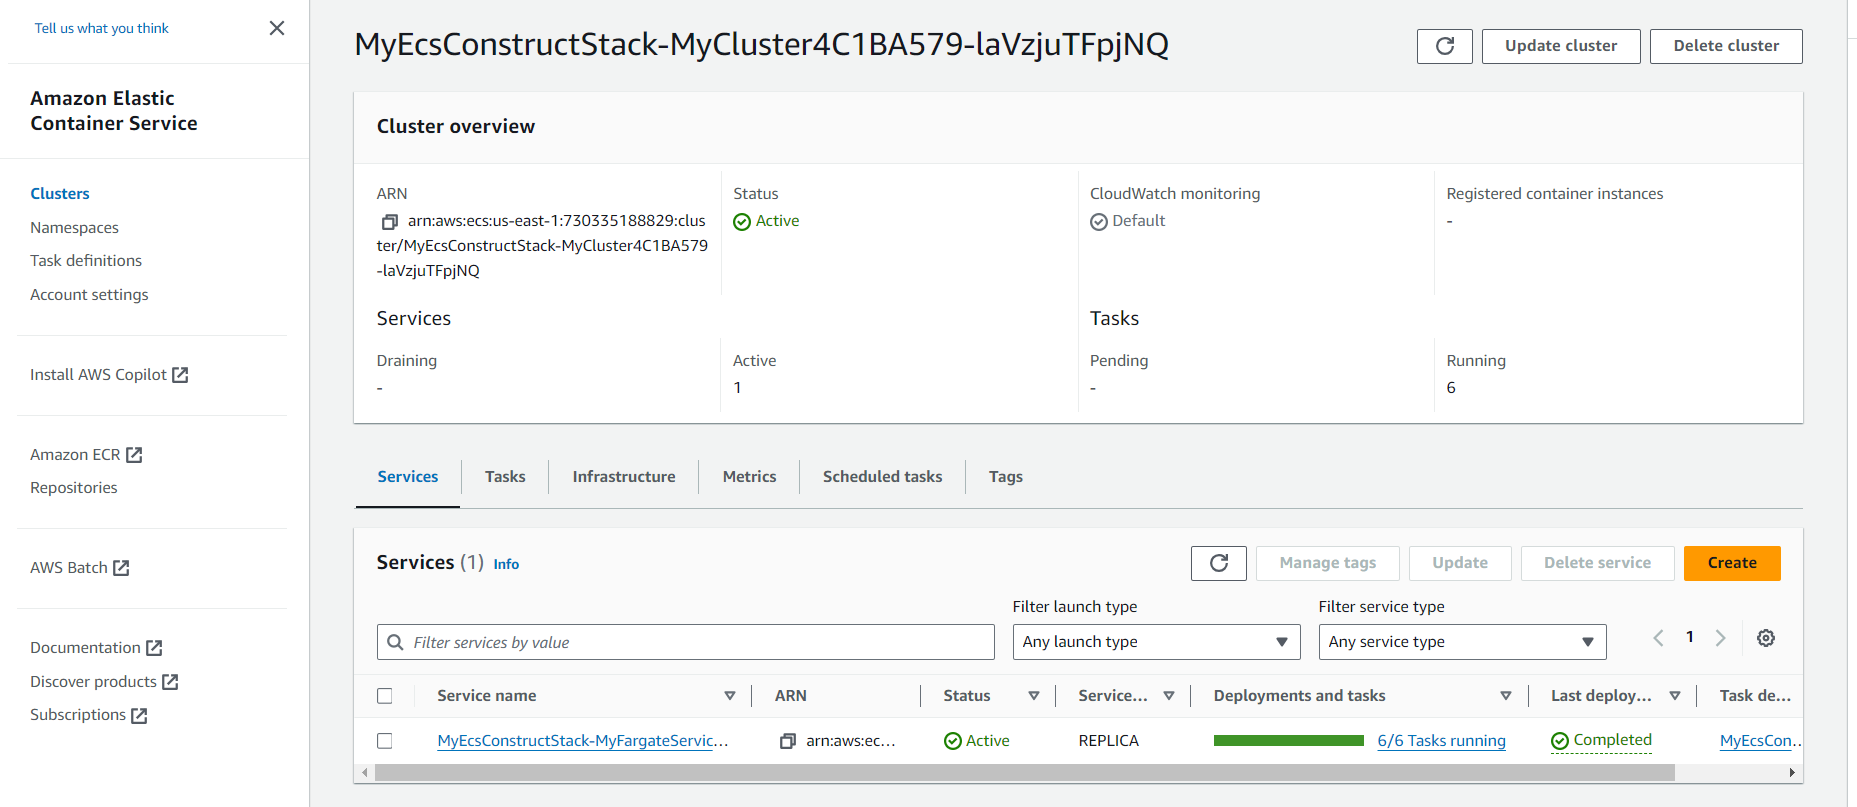 Tell us what you think
Amazon Elastic
Container Service
Clusters
Namespaces
Task definitions
Account settings
Install AWS Copilot
Amazon ECR
Repositories
AWS Batch
Documentation
Discover products
Subscriptions
MyEcsConstructStack-MyCluster4C1BA579-laVzjuTFpjNQ
Update cluster
Delete cluster
Cluster overview
ARN
arn:aws:ecs:us-east-1:730335188829:clus
ter/MyEcsConstructStack-MyCluster4C1BA579
-laVzjuTFpjNQ
Status
Active
CloudWatch monitoring
Default
Registered container instances
-
Services
Draining
-
Active
1
Tasks
Pending
-
Running
6
Services Tasks Infrastructure Metrics Scheduled tasks Tags
Services (1) Info
Manage tags Update Delete service Create
Filter services by value
Filter launch type
Any launch type
Filter service type
Any service type
1
Service name ARN Status Service... Deployments and tasks Last deploy... Task de...
MyEcsConstructStack-MyFargateServic... arn:aws:ec... Active REPLICA 6/6 Tasks running Completed MyEcsCon...